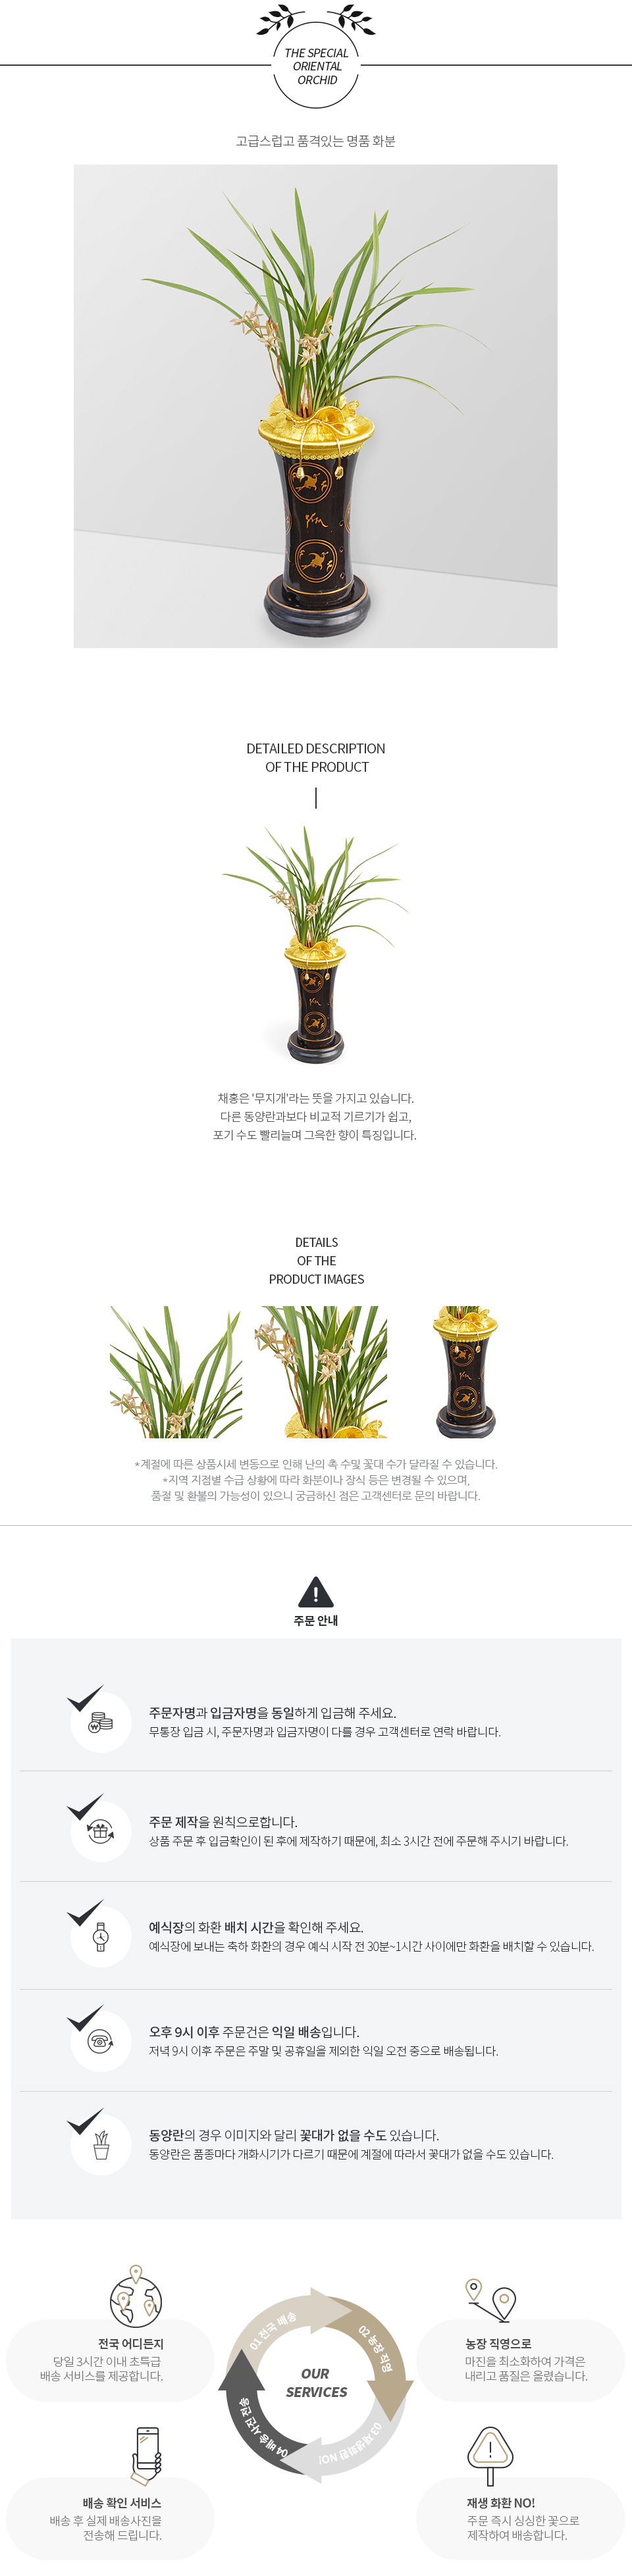 THE SPECIAL
ORIENTAL
ORCHID
고급스럽고 품격있는 명품 화분
DETAILED DESCRIPTION
OF THE PRODUCT
채홍은 '무지개'라는 뜻을 가지고 있습니다.
다른 동양란과보다 비교적 기르기가 쉽고,
포기 수도 빨리늘며 그윽한 향이 특징입니다.
DETAILS
OF THE
PRODUCT IMAGES
*계절에 따른 상품시세 변동으로 인해 난의 촉 수및 꽃대 수가 달라질 수 있습니다.
*지역 지점별 수급 상황에 따라 화분이나 장식 등은 변경될 수 있으며,
품절 및 환불의 가능성이 있으니 궁금하신 점은 고객센터로 문의 바랍니다.
주문 안내
주문자명과 입금자명을 동일하게 입금해 주세요.
무통장 입금 시, 주문자명과 입금자명이 다를 경우 고객센터로 연락 바랍니다.
주문 제작을 원칙으로합니다.
상품 주문 후 입금확인이 된 후에 제작하기 때문에, 최소 3시간 전에 주문해 주시기 바랍니다.
예식장의 화환 배치 시간을 확인해 주세요.
예식장에 보내는 축하 화환의 경우 예식 시작 전 30분~1시간 사이에만 화환을 배치할 수 있습니다.
오후 9시 이후 주문건은 익일 배송입니다.
저녁 9시 이후 주문은 주말 및 공휴일을 제외한 익일 오전 중으로 배송됩니다.
동양란의 경우 이미지와 달리 꽃대가 없을 수도 있습니다.
동양란은 품종마다 개화시기가 다르기 때문에 계절에 따라서 꽃대가 없을 수도 있습니다.
전국 어디든지
당일 3시간 이내 초특급
배송 서비스를 제공합니다.
농장 직영으로
마진을 최소화하여 가격은
내리고 품질은 올렸습니다.
01 전국 배송
02 농장 직영
OUR
SERVICES
03 재생화환 NO!
04 배송사진 전송
배송 확인 서비스
배송 후 실제 배송사진을
전송해 드립니다.
재생 화환 NO!
주문 즉시 싱싱한 꽃으로
제작하여 배송합니다.